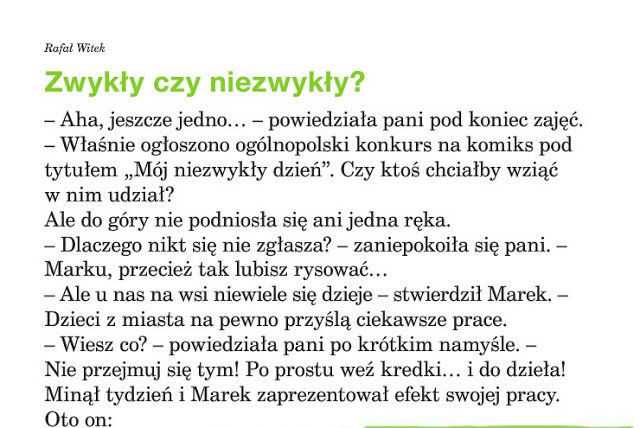 Rafał Witek
Zwykły czy niezwykły?
– Aha, jeszcze jedno… – powiedziała pani pod koniec zajęć.
– Właśnie ogłoszono ogólnopolski konkurs na komiks pod
tytułem „Mój niezwykły dzień”. Czy ktoś chciałby wziąć
w nim udział?
Ale do góry nie podniosła się ani jedna ręka.
– Dlaczego nikt się nie zgłasza? – zaniepokoiła się pani. –
Marku, przecież tak lubisz rysować…
– Ale u nas na wsi niewiele się dzieje – stwierdził Marek. –
Dzieci z miasta na pewno przyślą ciekawsze prace.
– Wiesz co? – powiedziała pani po krótkim namyśle. –
Nie przejmuj się tym! Po prostu weź kredki… i do dzieła!
Minął tydzień i Marek zaprezentował efekt swojej pracy.
Oto on: